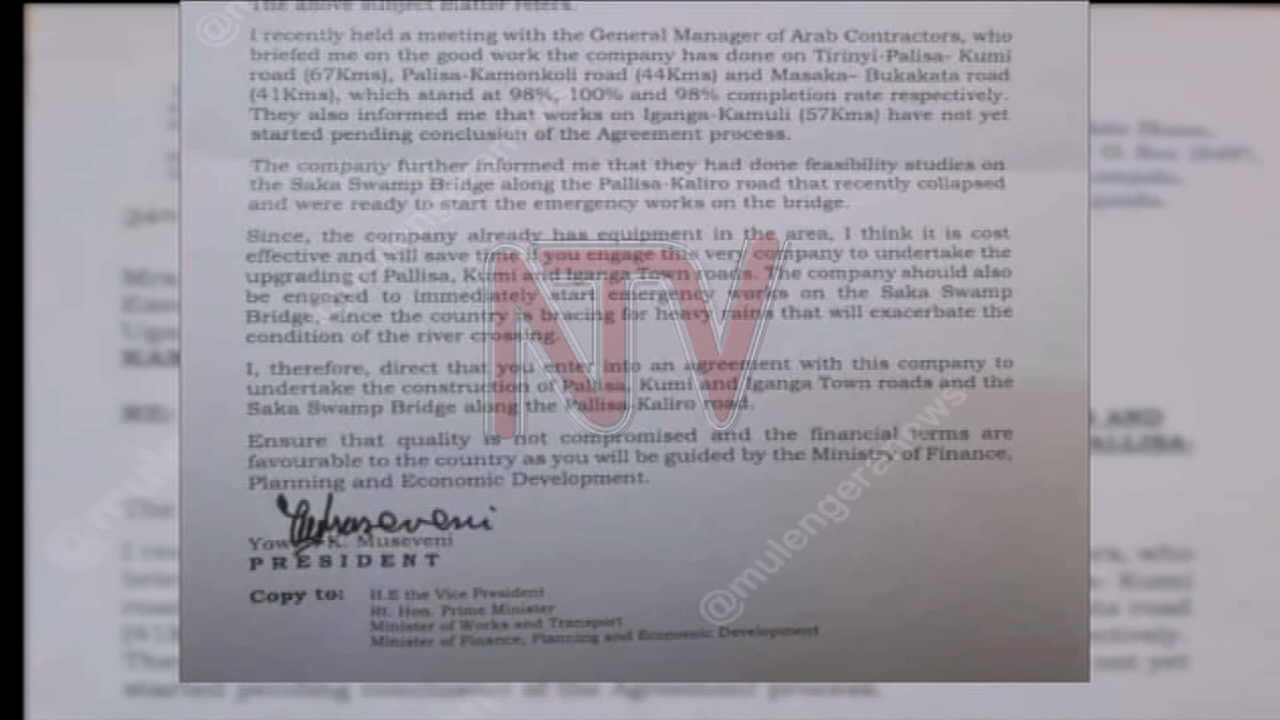 The above subject matter refers.
I recently held a meeting with the General Manager of Arab Contractors, who
briefed me on the good work the company has done on Tirinyi-Palisa- Kumi
road (67Kms), Palisa-Kamonkoli road (44Kms) and Masaka- Bukakata road
(41Kms), which stand at 98%, 100% and 98% completion rate respectively.
They also informed me that works on Iganga-Kamuli (57Kms) have not yet
started pending conclusion of the Agreement process.
The company further informed me that they had done feasibility studies on
the Saka Swamp Bridge along the Pallisa-Kaliro road that recently collapsed
and were ready to start the emergency works on the bridge.
Since, the company already has equipment in the area, I think it is cost
effective and will save time if you engage this very company to undertake the
upgrading of Pallisa, Kumi and Iganga Town roads. The company should also
be engaged to immediately start emergency works on the Saka Swamp
Bridge, since the country is bracing for heavy rains that will exacerbate the
condition of the river crossing.
I, therefore, direct that you enter into an agreement with this company to
undertake the construction of Pallisa, Kumi and Iganga Town roads and the
Saka Swamp Bridge along the Pallisa-Kaliro road.
Ensure that quality is not compromised and the financial terms are
favourable to the country as you will be guided by the Ministry of Finance,
Planning and Economic Development.
K. Museveni
PRESIDENT
Copy to: H.E the Vice President
Rt. Hon. Prime Minister
Minister of Works and Transport
Minister of Finance, Planning and Economic Development
NTV
@mulengeranews